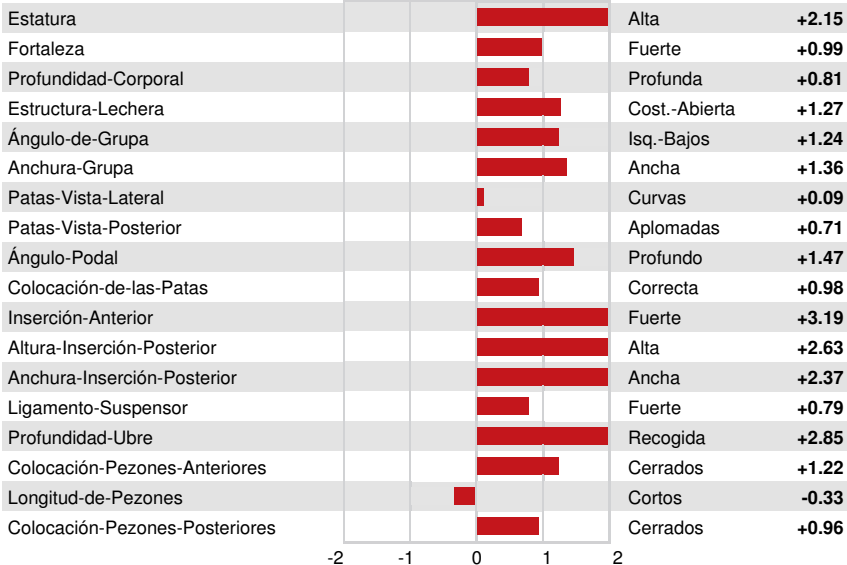 Estatura Alta +2.15
Fortaleza Fuerte +0.99
Profundidad-Corporal Profunda +0.81
Estructura-Lechera Cost.-Abierta +1.27
Ángulo-de-Grupa Isq.-Bajos +1.24
Anchura-Grupa Ancha +1.36
Patas-Vista-Lateral Curvas +0.09
Patas-Vista-Posterior Aplomadas +0.71
Ángulo-Podal Profundo +1.47
Colocación-de-las-Patas Correcta +0.98
Inserción-Anterior Fuerte +3.19
Altura-Inserción-Posterior Alta +2.63
Anchura-Inserción-Posterior Ancha +2.37
Ligamento-Suspensor Fuerte +0.79
Profundidad-Ubre Recogida +2.85
Colocación-Pezones-Anteriores Cerrados +1.22
Longitud-de-Pezones Cortos -0.33
Colocación-Pezones-Posteriores Cerrados +0.96
-2 -1 0 1 2